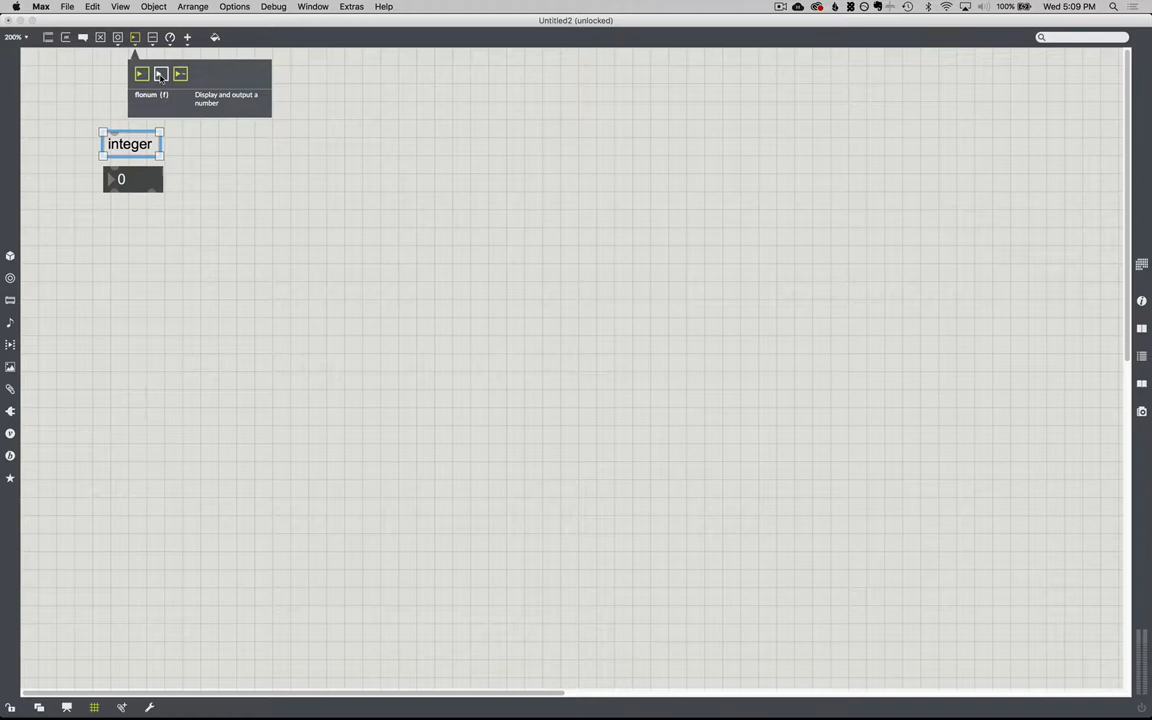 Max File Edit View Object Arrange Options Debug Window Extras Help
100% Wed 5:09 PM
Untitled2 (unlocked)
200%
flonum {f} Display and output a
number
integer
0